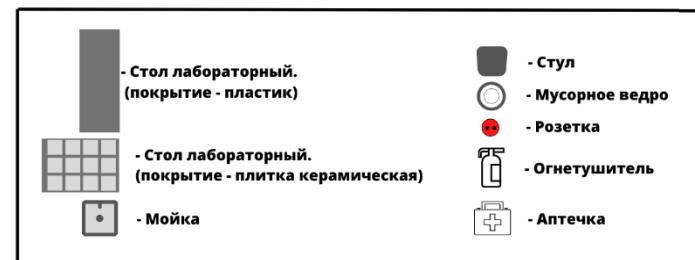 - Стол лабораторный.
(покрытие - пластик)
- Стол лабораторный.
(покрытие - плитка керамическая)
- Мойка
- Стул
- Мусорное ведро
- Розетка
- Огнетушитель
- Аптечка